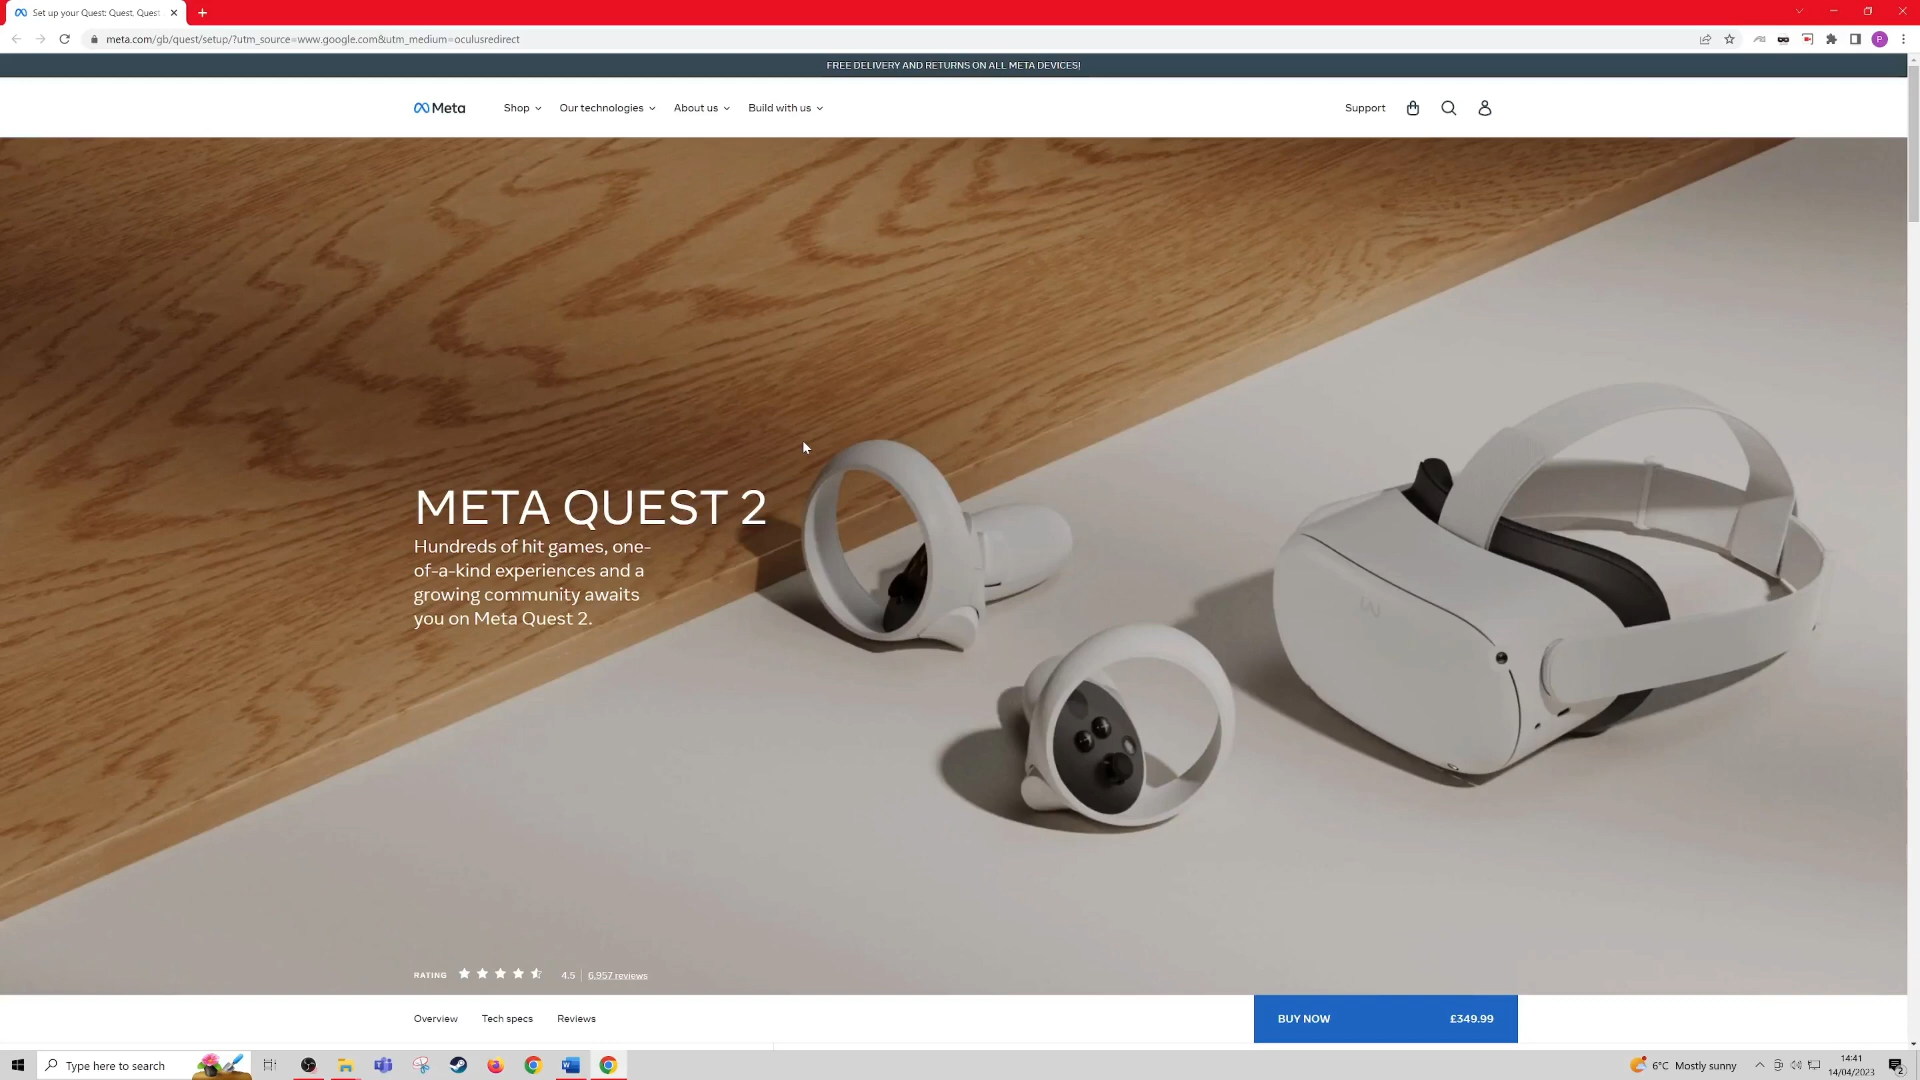 Set up your Quest: Quest, Quest
meta.com/gb/quest/setup/?utm_source=www.google.com&utm_medium=oculusredirect
P
FREE DELIVERY AND RETURNS ON ALL META DEVICES!
Meta
Shop
Our technologies
About us
Build with us
Support
META QUEST 2
Hundreds of hit games, one-
of-a-kind experiences and a
growing community awaits
you on Meta Quest 2.
RATING
4.5
6,957 reviews
Overview
Tech specs
Reviews
BUY NOW
£349.99
Type here to search
6°C Mostly sunny
14:41
14/04/2023
2